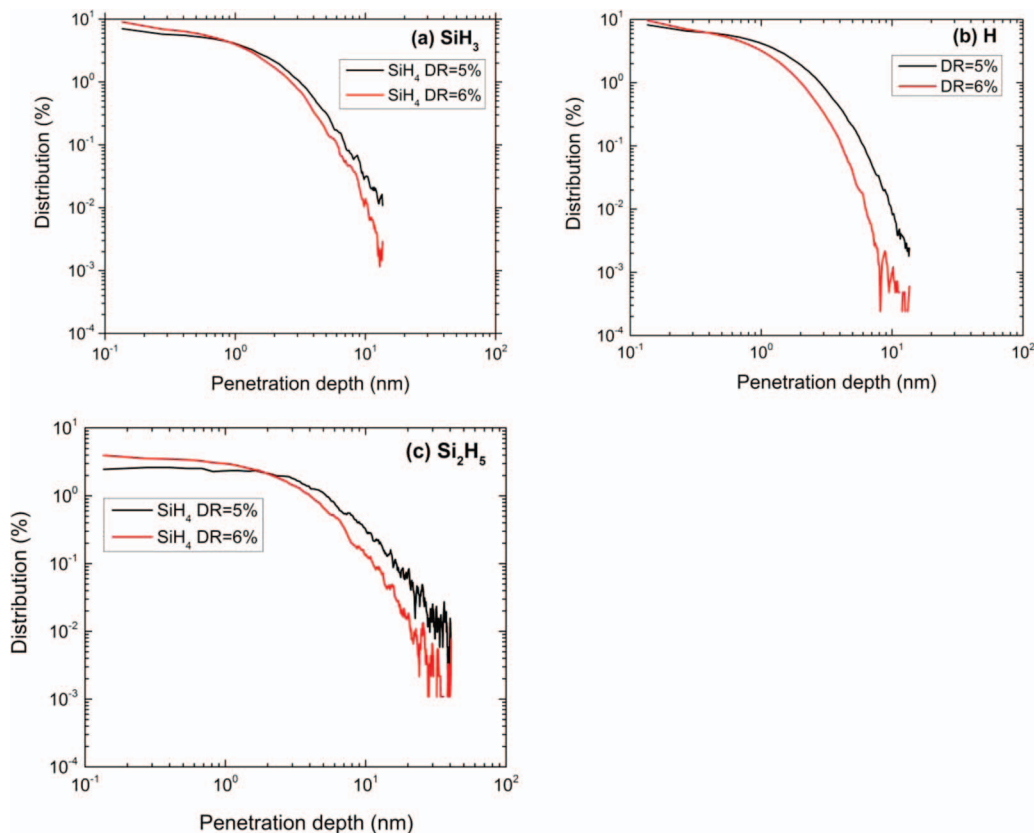 (a) SiH₃
SiH₄ DR=5%
SiH₄ DR=6%
Distribution (%)
10¹
10⁰
10⁻¹
10⁻²
10⁻³
10⁻⁴
10⁻¹ 10⁰ 10¹ 10²
Penetration depth (nm)
(b) H
DR=5%
DR=6%
Distribution (%)
10¹
10⁰
10⁻¹
10⁻²
10⁻³
10⁻⁴
10⁻¹ 10⁰ 10¹ 10²
Penetration depth (nm)
(c) Si₂H₅
SiH₄ DR=5%
SiH₄ DR=6%
Distribution (%)
10¹
10⁰
10⁻¹
10⁻²
10⁻³
10⁻⁴
10⁻¹ 10⁰ 10¹ 10²
Penetration depth (nm)